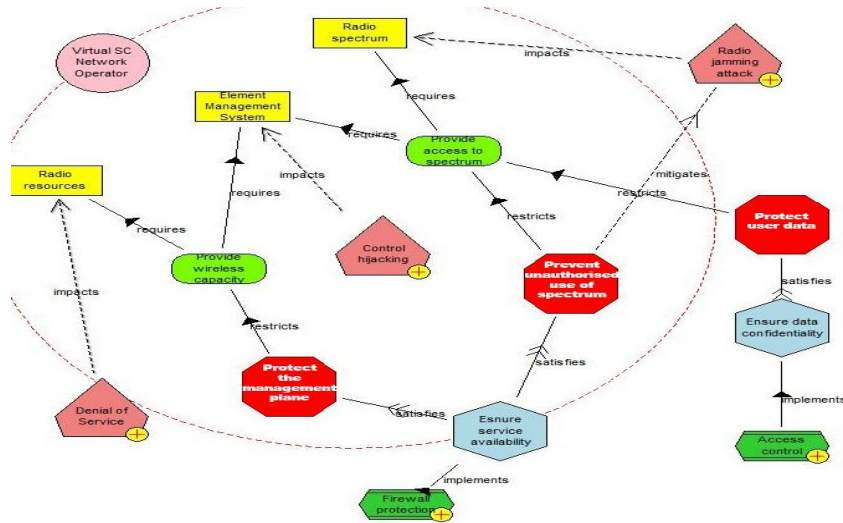 Radio
spectrum
Virtual SC
Network
Operator
impacts
Radio
jamming
attack
requires
Element
Management
System
requires
Provide
access to
spectrum
impacts
mitigates
Radio
resources
requires
restricts
restricts
Protect
user data
requires
Provide
wireless
capacity
Control
hijacking
Prevent
unauthorised
use of
spectrum
satisfies
impacts
Ensure data
confidentiality
restricts
satisfies
Protect
the
management
plane
implements
Denial of
Service
satisfies
Esnure
service
availability
Access
control
implements
Firewall
protection